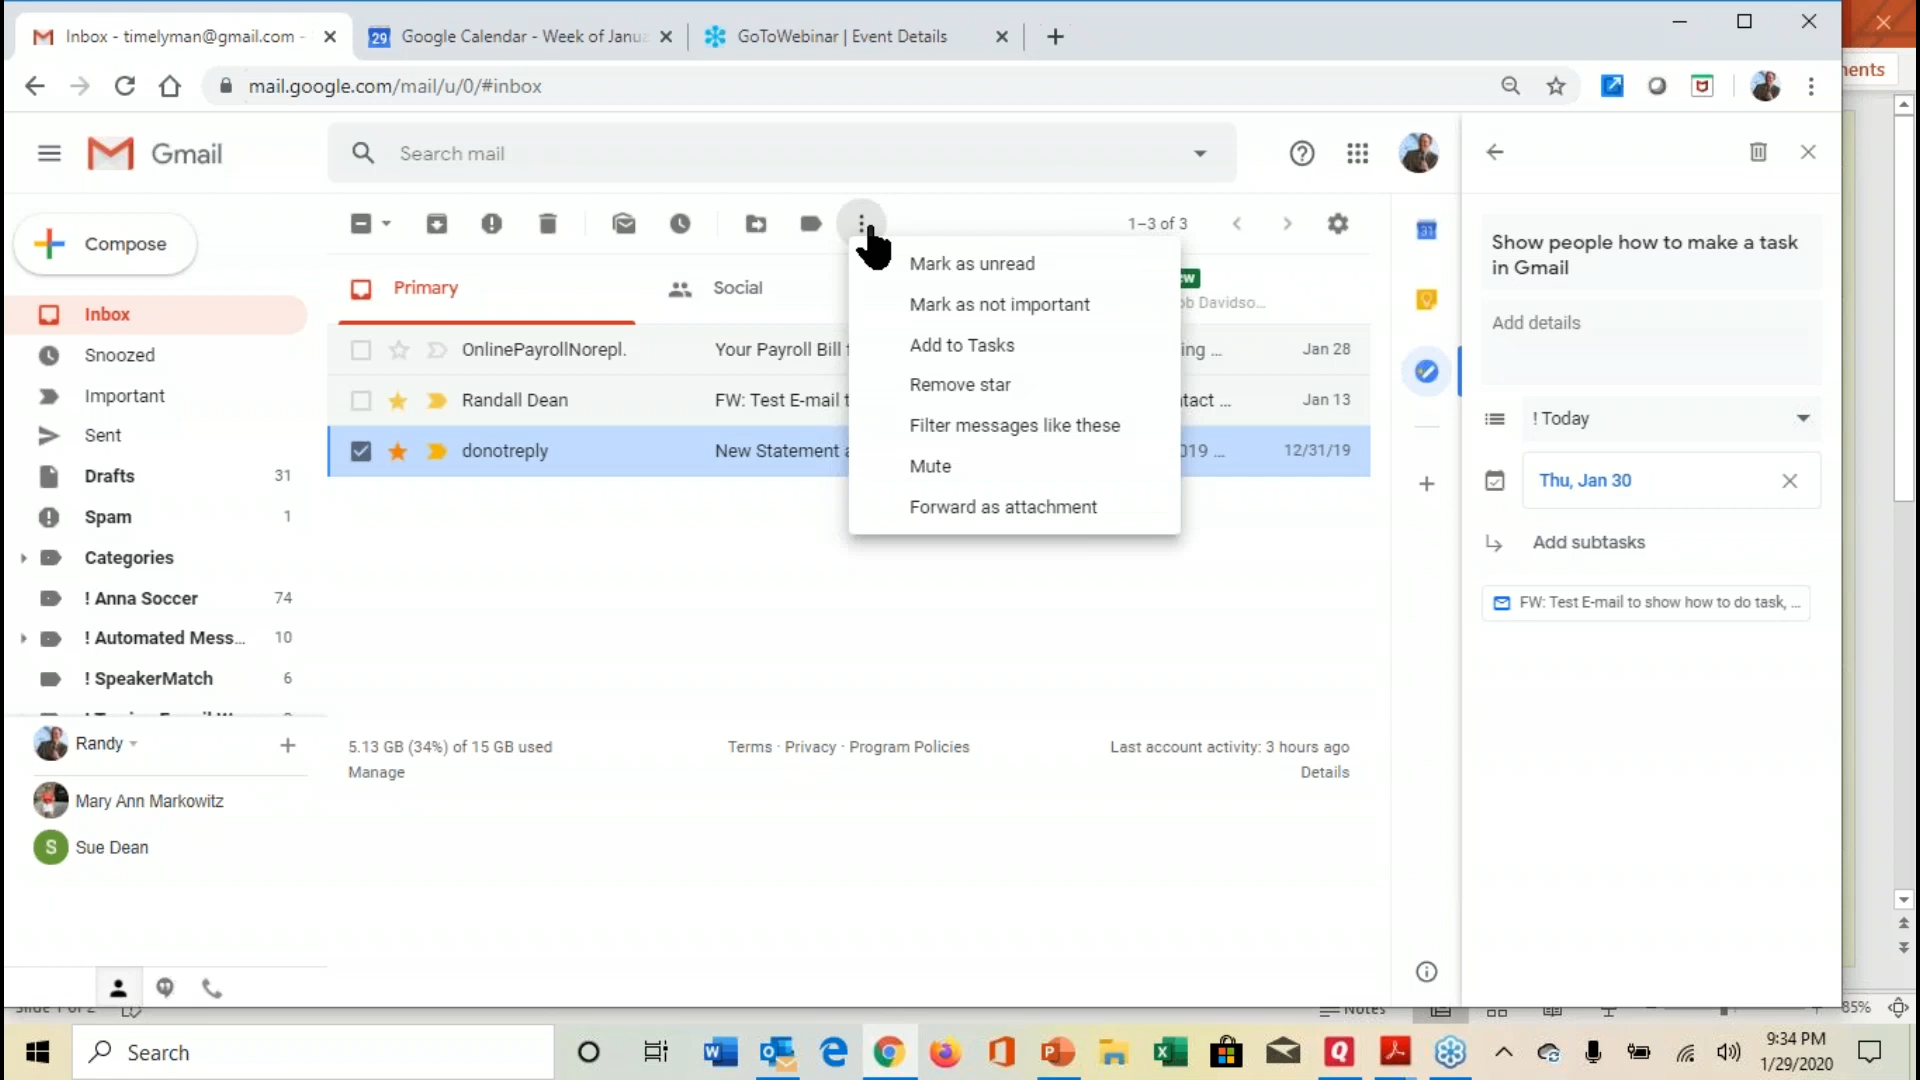 Inbox - timelyman@gmail.com -
29
Google Calendar - Week of Janu
GoToWebinar | Event Details
ents
mail.google.com/mail/u/0/#inbox
Gmail
Search mail
Compose
1–3 of 3
31
Show people how to make a task
in Gmail
Primary
Social
Add details
Mark as unread
Mark as not important
Add to Tasks
Remove star
Filter messages like these
Mute
Forward as attachment
Inbox
Snoozed
Important
Sent
Drafts 31
Spam 1
Categories
! Anna Soccer 74
! Automated Mess... 10
! SpeakerMatch 6
OnlinePayrollNorepl. Your Payroll Bill ing ... Jan 28
Randall Dean FW: Test E-mail t tact ... Jan 13
donotreply New Statement a 019 ... 12/31/19
! Today
Thu, Jan 30
Add subtasks
FW: Test E-mail to show how to do task, ...
Randy
Mary Ann Markowitz
S
Sue Dean
5.13 GB (34%) of 15 GB used
Manage
Terms · Privacy · Program Policies
Last account activity: 3 hours ago
Details
Notes
85%
Search
9:34 PM
1/29/2020